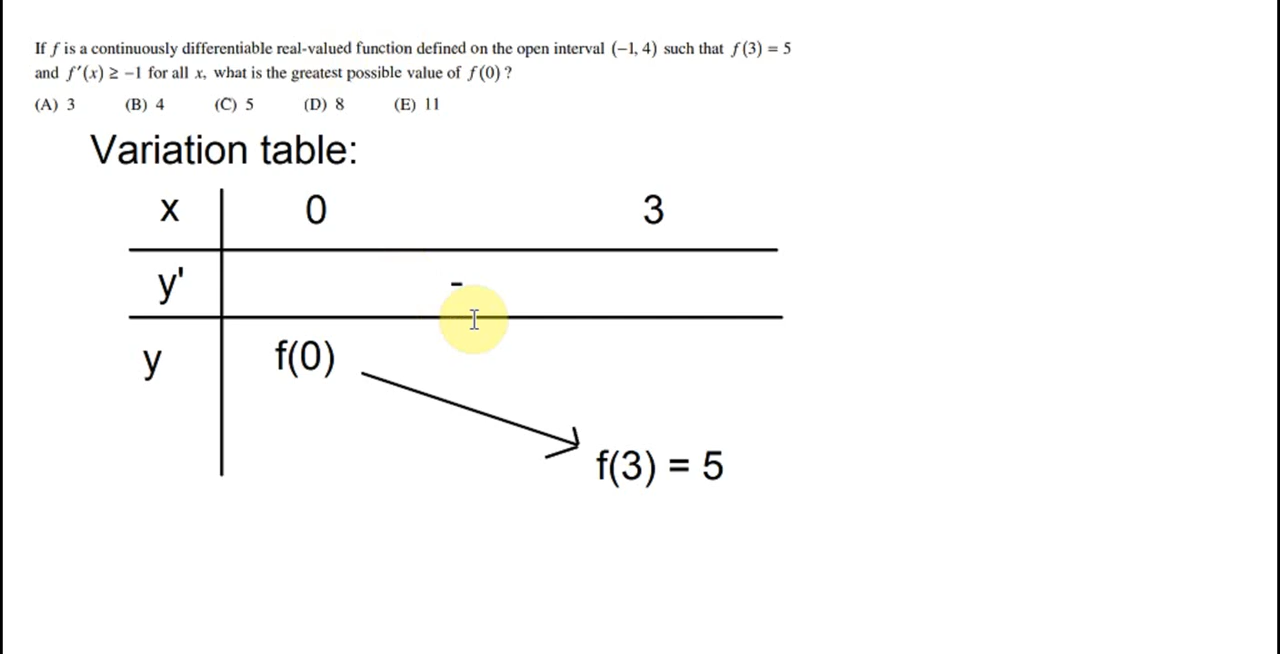 If f is a continuously differentiable real-valued function defined on the open interval (−1, 4) such that f(3) = 5
and f′(x) ≥ −1 for all x, what is the greatest possible value of f(0) ?
(A) 3 (B) 4 (C) 5 (D) 8 (E) 11
Variation table:
x 0 3
y' -
y f(0)
f(3) = 5